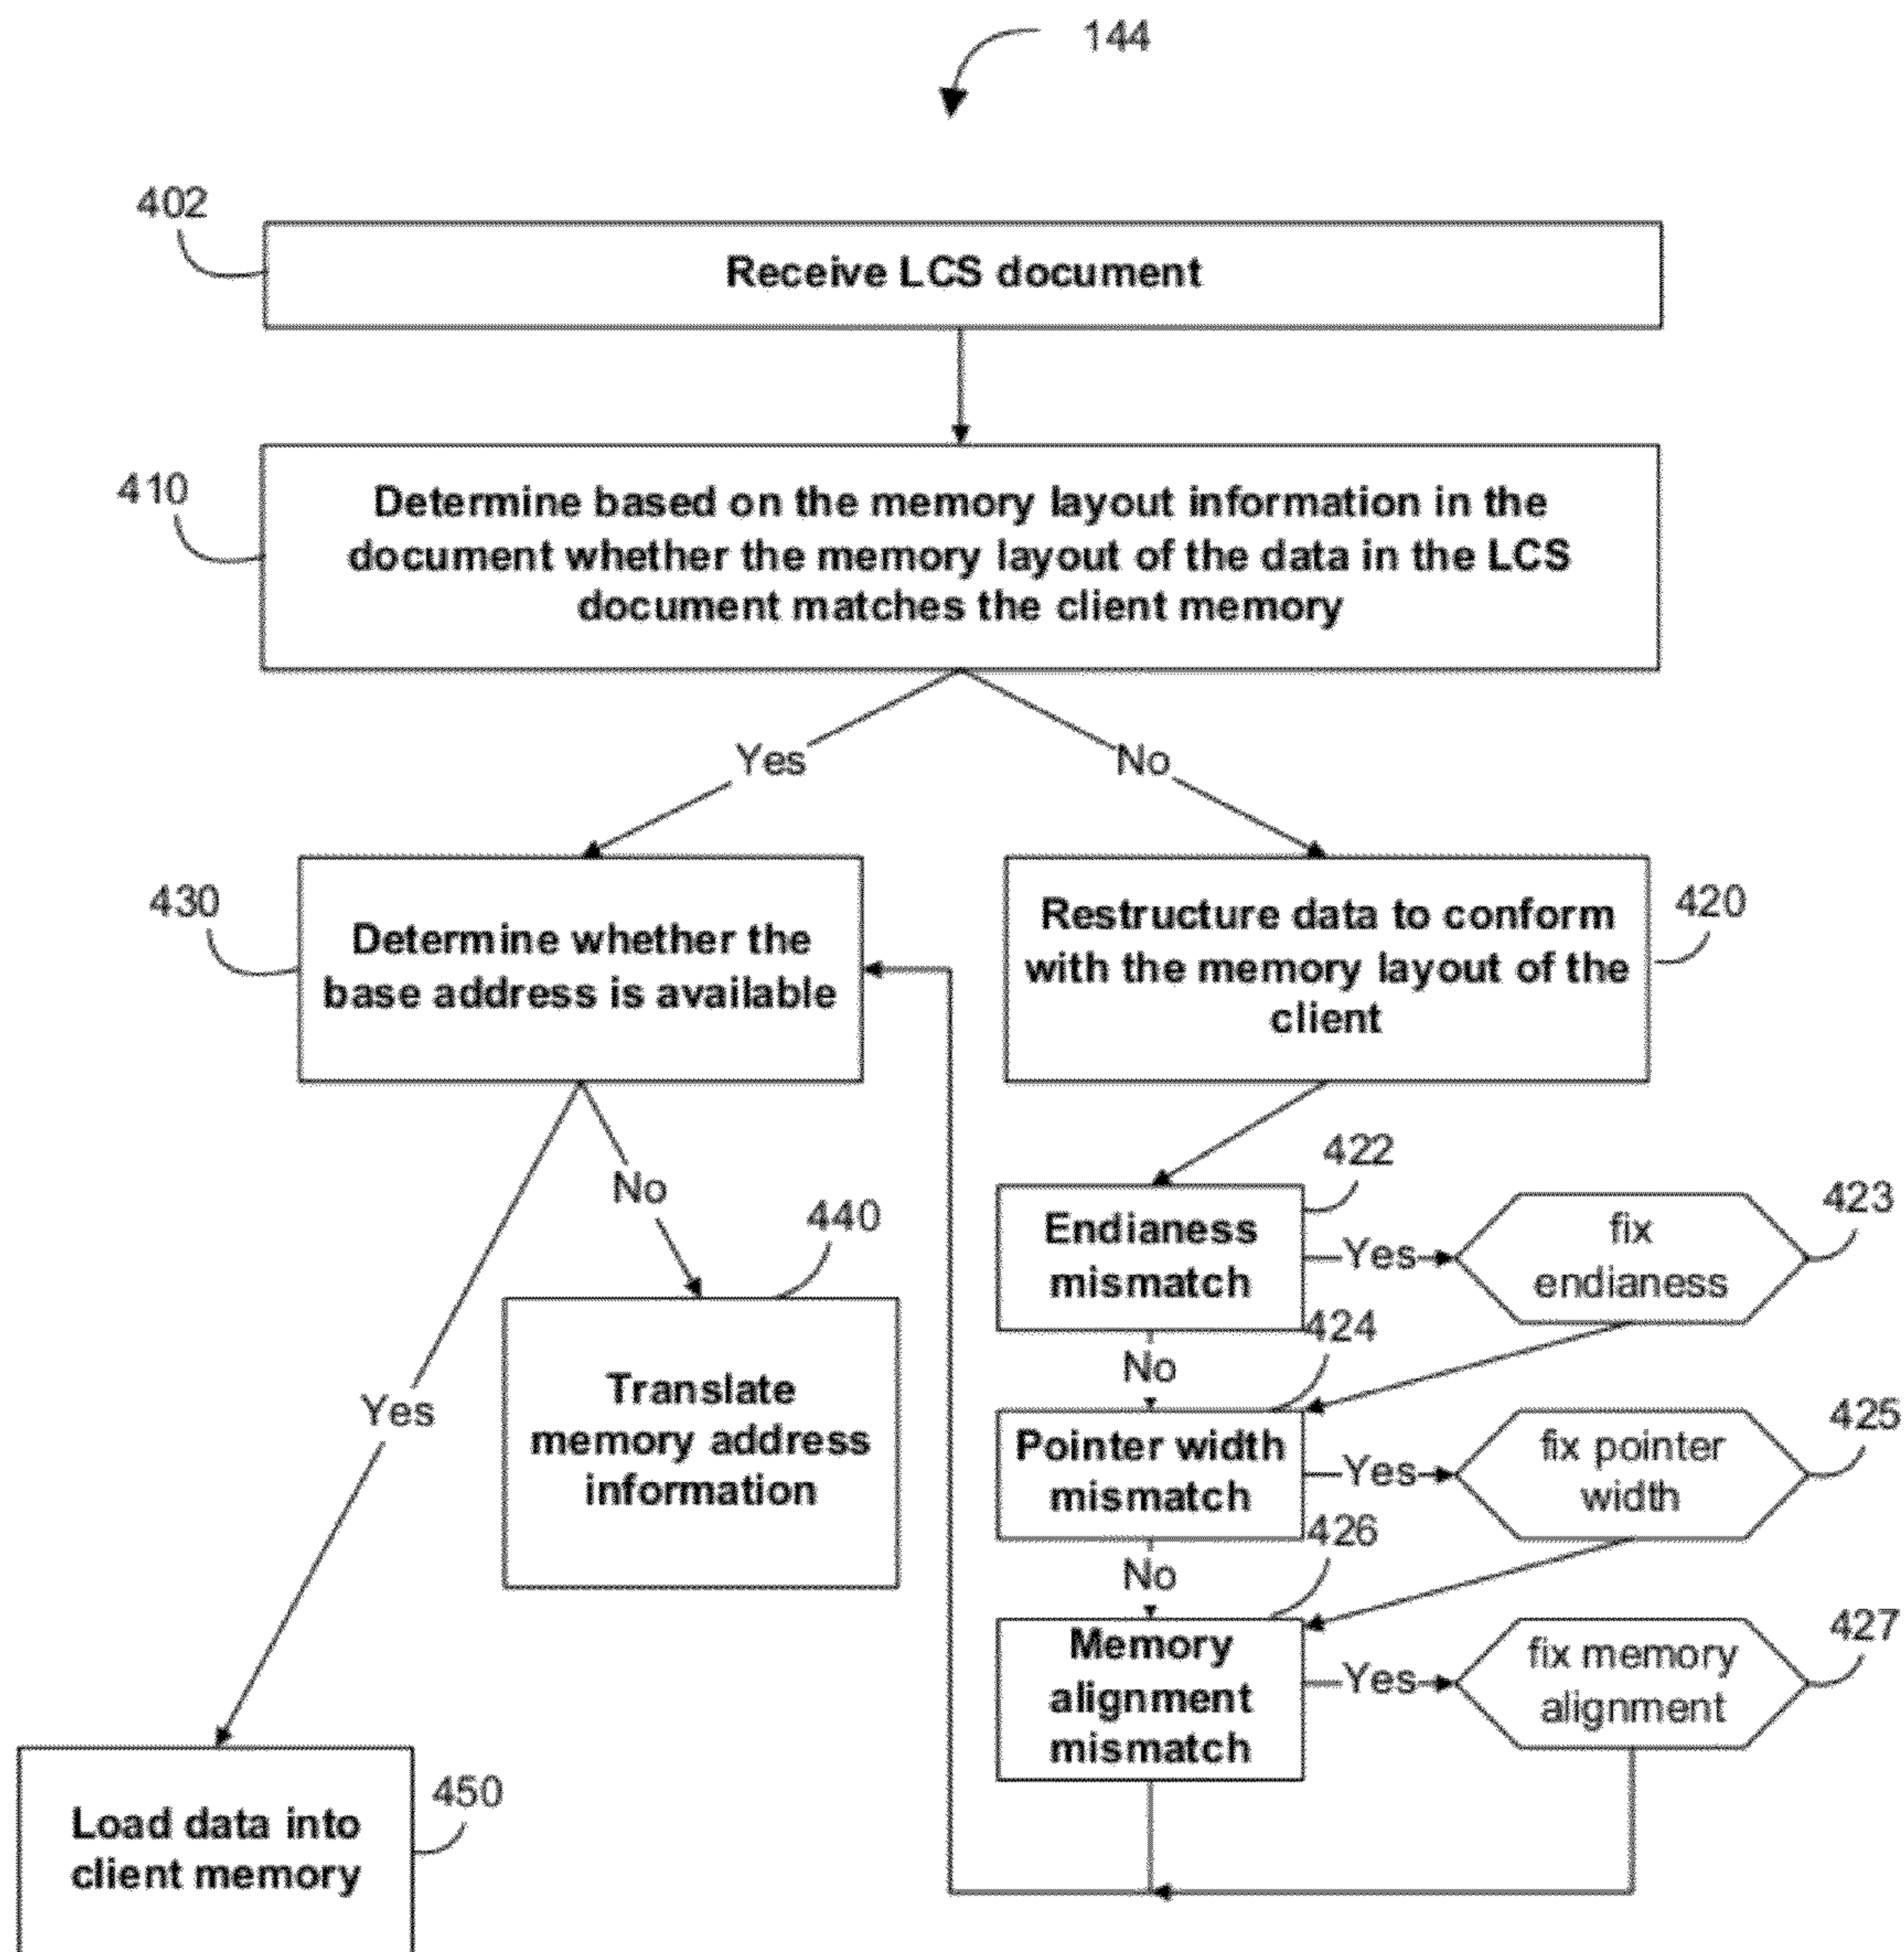 144
402
Receive LCS document
410
Determine based on the memory layout information in the
document whether the memory layout of the data in the LCS
document matches the client memory
Yes
No
430
Determine whether the
base address is available
Restructure data to conform
with the memory layout of the
client
420
No
440
Translate
memory address
information
Yes
422
Endianess
mismatch
Yes
fix
endianess
423
No
424
Pointer width
mismatch
Yes
fix pointer
width
425
No
426
Memory
alignment
mismatch
Yes
fix memory
alignment
427
Load data into
client memory
450